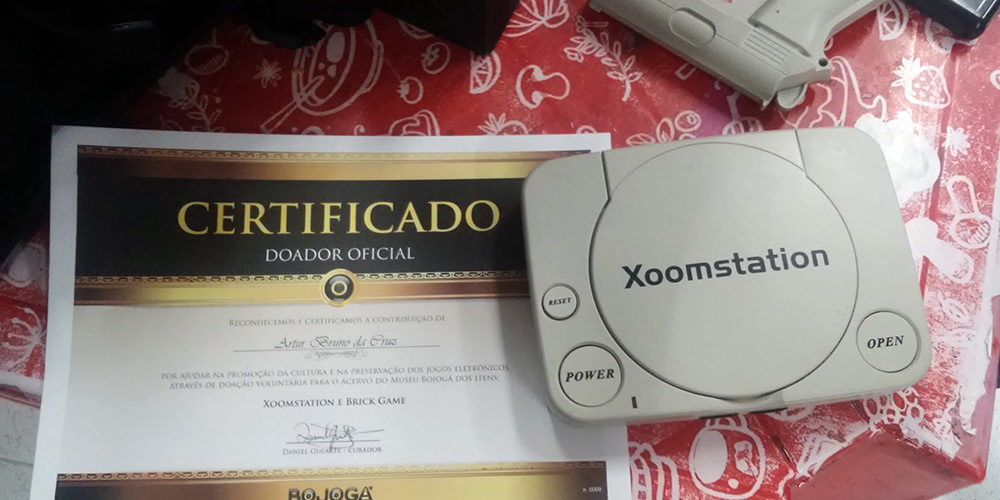 CERTIFICADO
DOADOR OFICIAL
RECONHECEMOS E CERTIFICAMOS A CONTRIBUIÇÃO DE
Artur Bruno da Cruz
POR AJUDAR NA PROMOÇÃO DA CULTURA E NA PRESERVAÇÃO DOS JOGOS ELETRÔNICOS,
ATRAVÉS DE DOAÇÃO VOLUNTÁRIA PARA O ACERVO DO MUSEU BOJOGÁ DOS ITENS:
XOOMSTATION E BRICK GAME
DANIEL GULARTE - CURADOR
BOJOGÁ
n. 0008
Xoomstation
RESET
POWER
OPEN